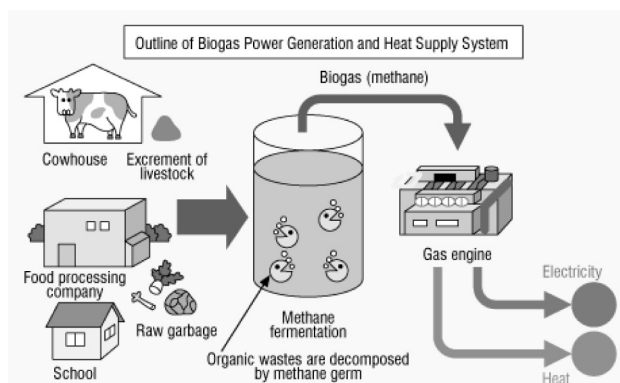 Outline of Biogas Power Generation and Heat Supply System
Biogas (methane)
Cowhouse
Excrement of
livestock
Food processing
company
Raw garbage
School
Methane
fermentation
Organic wastes are decomposed
by methane germ
Gas engine
Electricity
Heat